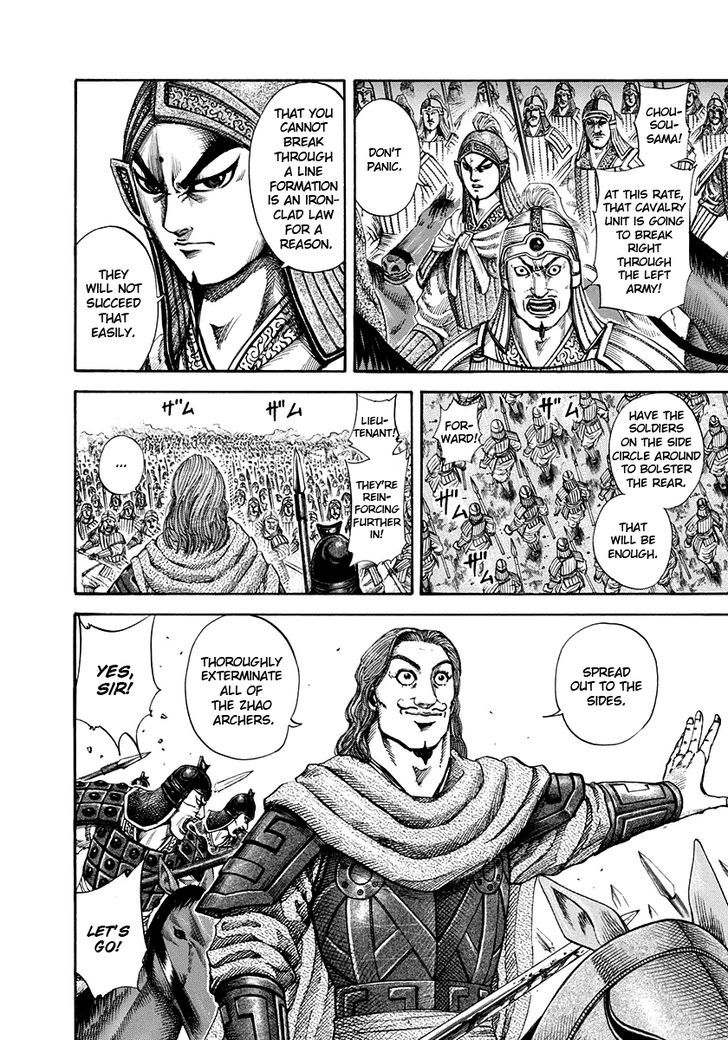 CHOU-
SOU-
SAMA!
AT THIS RATE,
THAT CAVALRY
UNIT IS GOING
TO BREAK
RIGHT
THROUGH
THE LEFT
ARMY!
DON'T
PANIC.
THAT YOU
CANNOT
BREAK
THROUGH
A LINE
FORMATION
IS AN IRON-
CLAD LAW
FOR A
REASON.
THEY
WILL NOT
SUCCEED
THAT
EASILY.
HAVE THE
SOLDIERS
ON THE SIDE
CIRCLE AROUND
TO BOLSTER
THE REAR.
THAT
WILL BE
ENOUGH.
FOR-
WARD!
ザム
ザム
LIEU-
TENANT!
THEY'RE
REIN-
FORCING
FURTHER
IN!
ザム
ザム
...
SPREAD
OUT TO THE
SIDES.
THOROUGHLY
EXTERMINATE
ALL OF
THE ZHAO
ARCHERS.
YES,
SIR!
LET'S
GO!